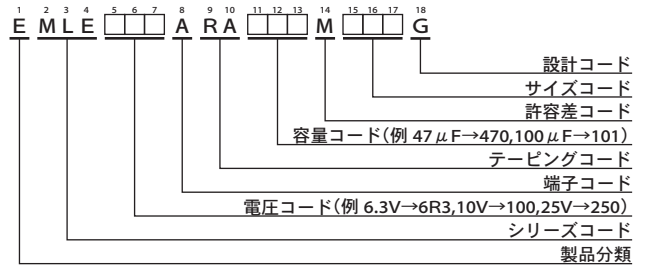 1 2 3 4 5 6 7 8 9 10 11 12 13 14 15 16 17 18
E M L E □□□ A R A □□□ M □□□ G
設計コード
サイズコード
許容差コード
容量コード(例 47μF→470,100μF→101)
テーピングコード
端子コード
電圧コード(例 6.3V→6R3,10V→100,25V→250)
シリーズコード
製品分類